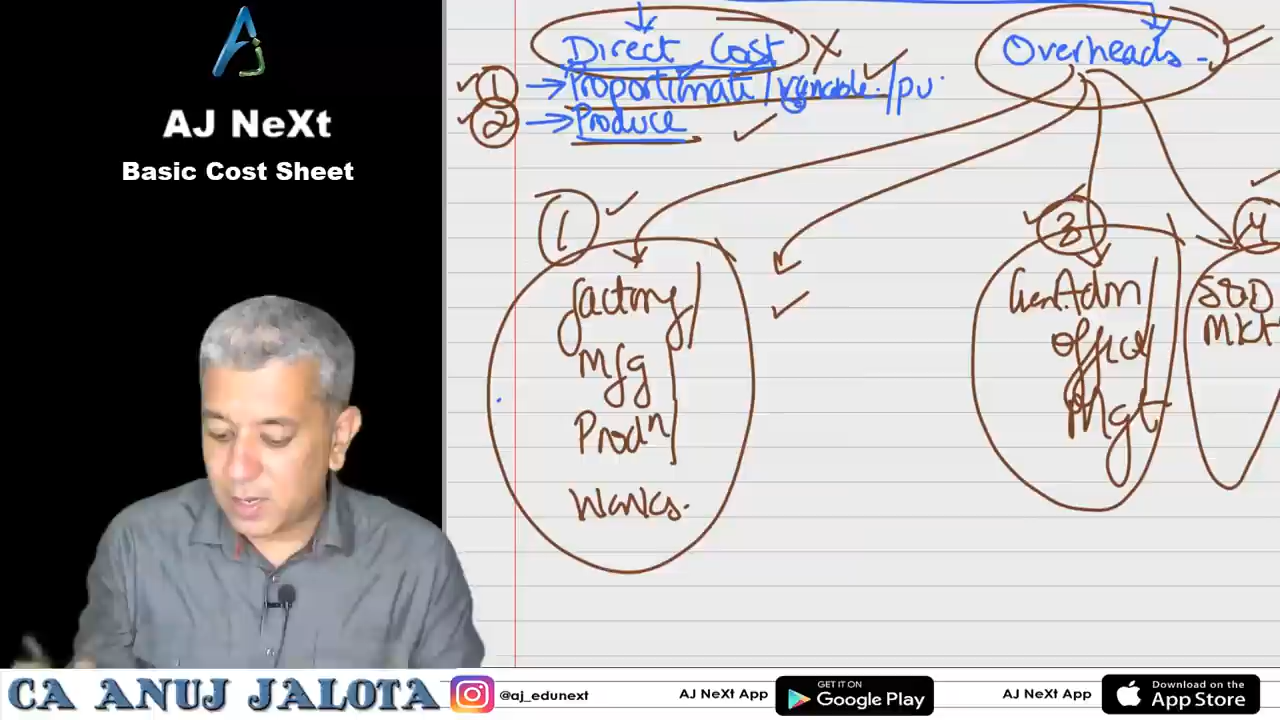 AJ NeXt
Basic Cost Sheet
Direct Cost X
Overheads
1 → Proportionate / variable / pu.
2 → Produce
1
3
4
factory/
Mfg
Prodn
Works.
Gen. Adm
office
Mgt
S&D
Mkt
CA ANUJ JALOTA
@aj_edunext
AJ NeXt App
GET IT ON
Google Play
AJ NeXt App
Download on the
App Store